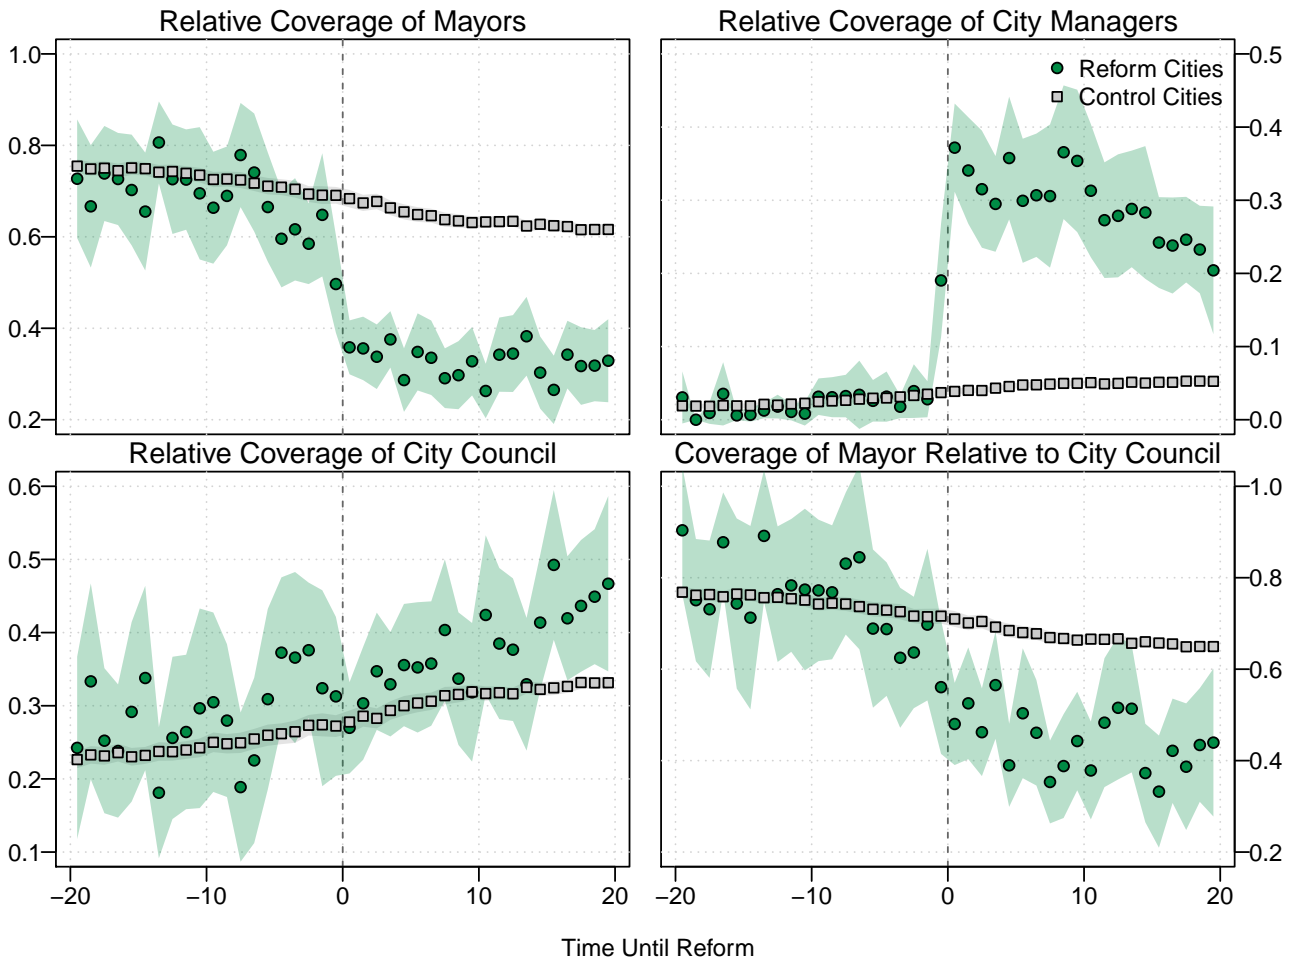 Relative Coverage of Mayors
Relative Coverage of City Managers
1.0
0.8
0.6
0.4
0.2
Reform Cities
Control Cities
0.5
0.4
0.3
0.2
0.1
0.0
Relative Coverage of City Council
Coverage of Mayor Relative to City Council
0.6
0.5
0.4
0.3
0.2
0.1
1.0
0.8
0.6
0.4
0.2
−20 −10 0 10 20
−20 −10 0 10 20
Time Until Reform